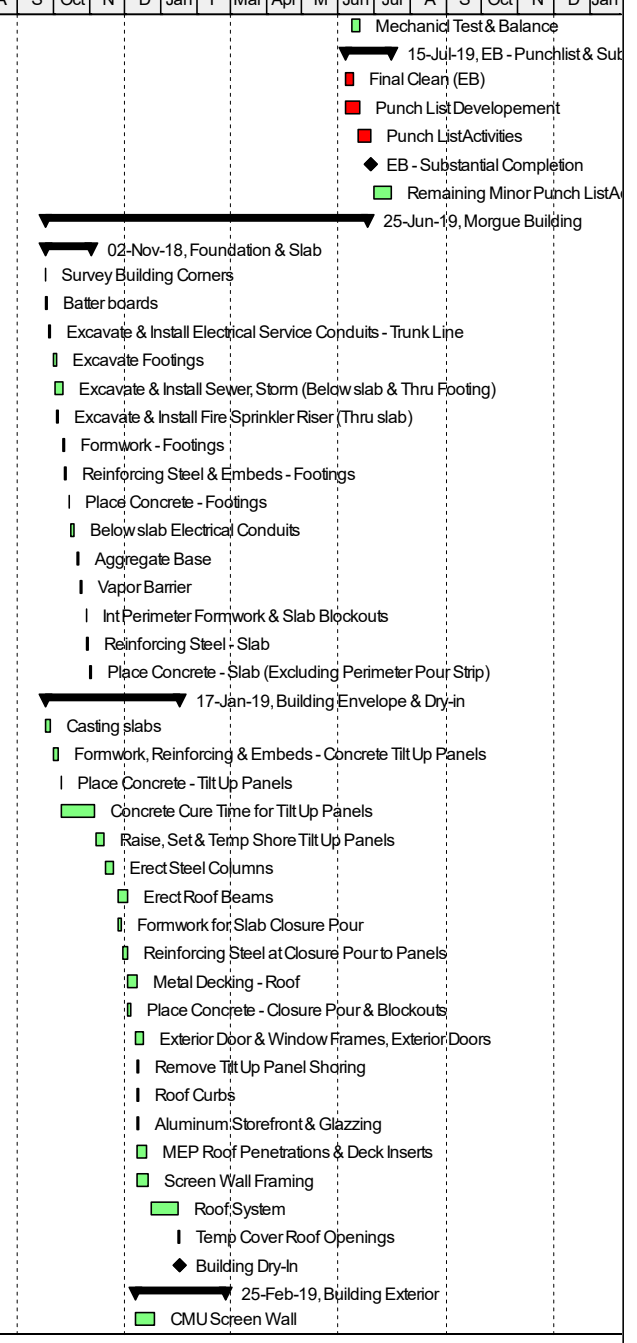 S Oct N D Jan F Mar Apr M Jun Jul A S Oct N D Jan
Mechanicl Test & Balance
15-Jul-19, EB - Punchlist & Sub
Final Clean (EB)
Punch List Developement
Punch List Activities
EB - Substantial Completion
Remaining Minor Punch List A
25-Jun-19, Morgue Building
02-Nov-18, Foundation & Slab
Survey Building Corners
Batter boards
Excavate & Install Electrical Service Conduits - Trunk Line
Excavate Footings
Excavate & Install Sewer, Storm (Below slab & Thru Footing)
Excavate & Install Fire Sprinkler Riser (Thru slab)
Formwork - Footings
Reinforcing Steel & Embeds - Footings
Place Concrete - Footings
Below slab Electrical Conduits
Aggregate Base
Vapor Barrier
Int Perimeter Formwork & Slab Blockouts
Reinforcing Steel - Slab
Place Concrete - Slab (Excluding Perimeter Pour Strip)
17-Jan-19, Building Envelope & Dry-in
Casting slabs
Formwork, Reinforcing & Embeds - Concrete Tilt Up Panels
Place Concrete - Tilt Up Panels
Concrete Cure Time for Tilt Up Panels
Raise, Set & Temp Shore Tilt Up Panels
Erect Steel Columns
Erect Roof Beams
Formwork for Slab Closure Pour
Reinforcing Steel at Closure Pour to Panels
Metal Decking - Roof
Place Concrete - Closure Pour & Blockouts
Exterior Door & Window Frames, Exterior Doors
Remove Tilt Up Panel Shoring
Roof Curbs
Aluminum Storefront & Glazzing
MEP Roof Penetrations & Deck Inserts
Screen Wall Framing
Roof System
Temp Cover Roof Openings
Building Dry-In
25-Feb-19, Building Exterior
CMU Screen Wall